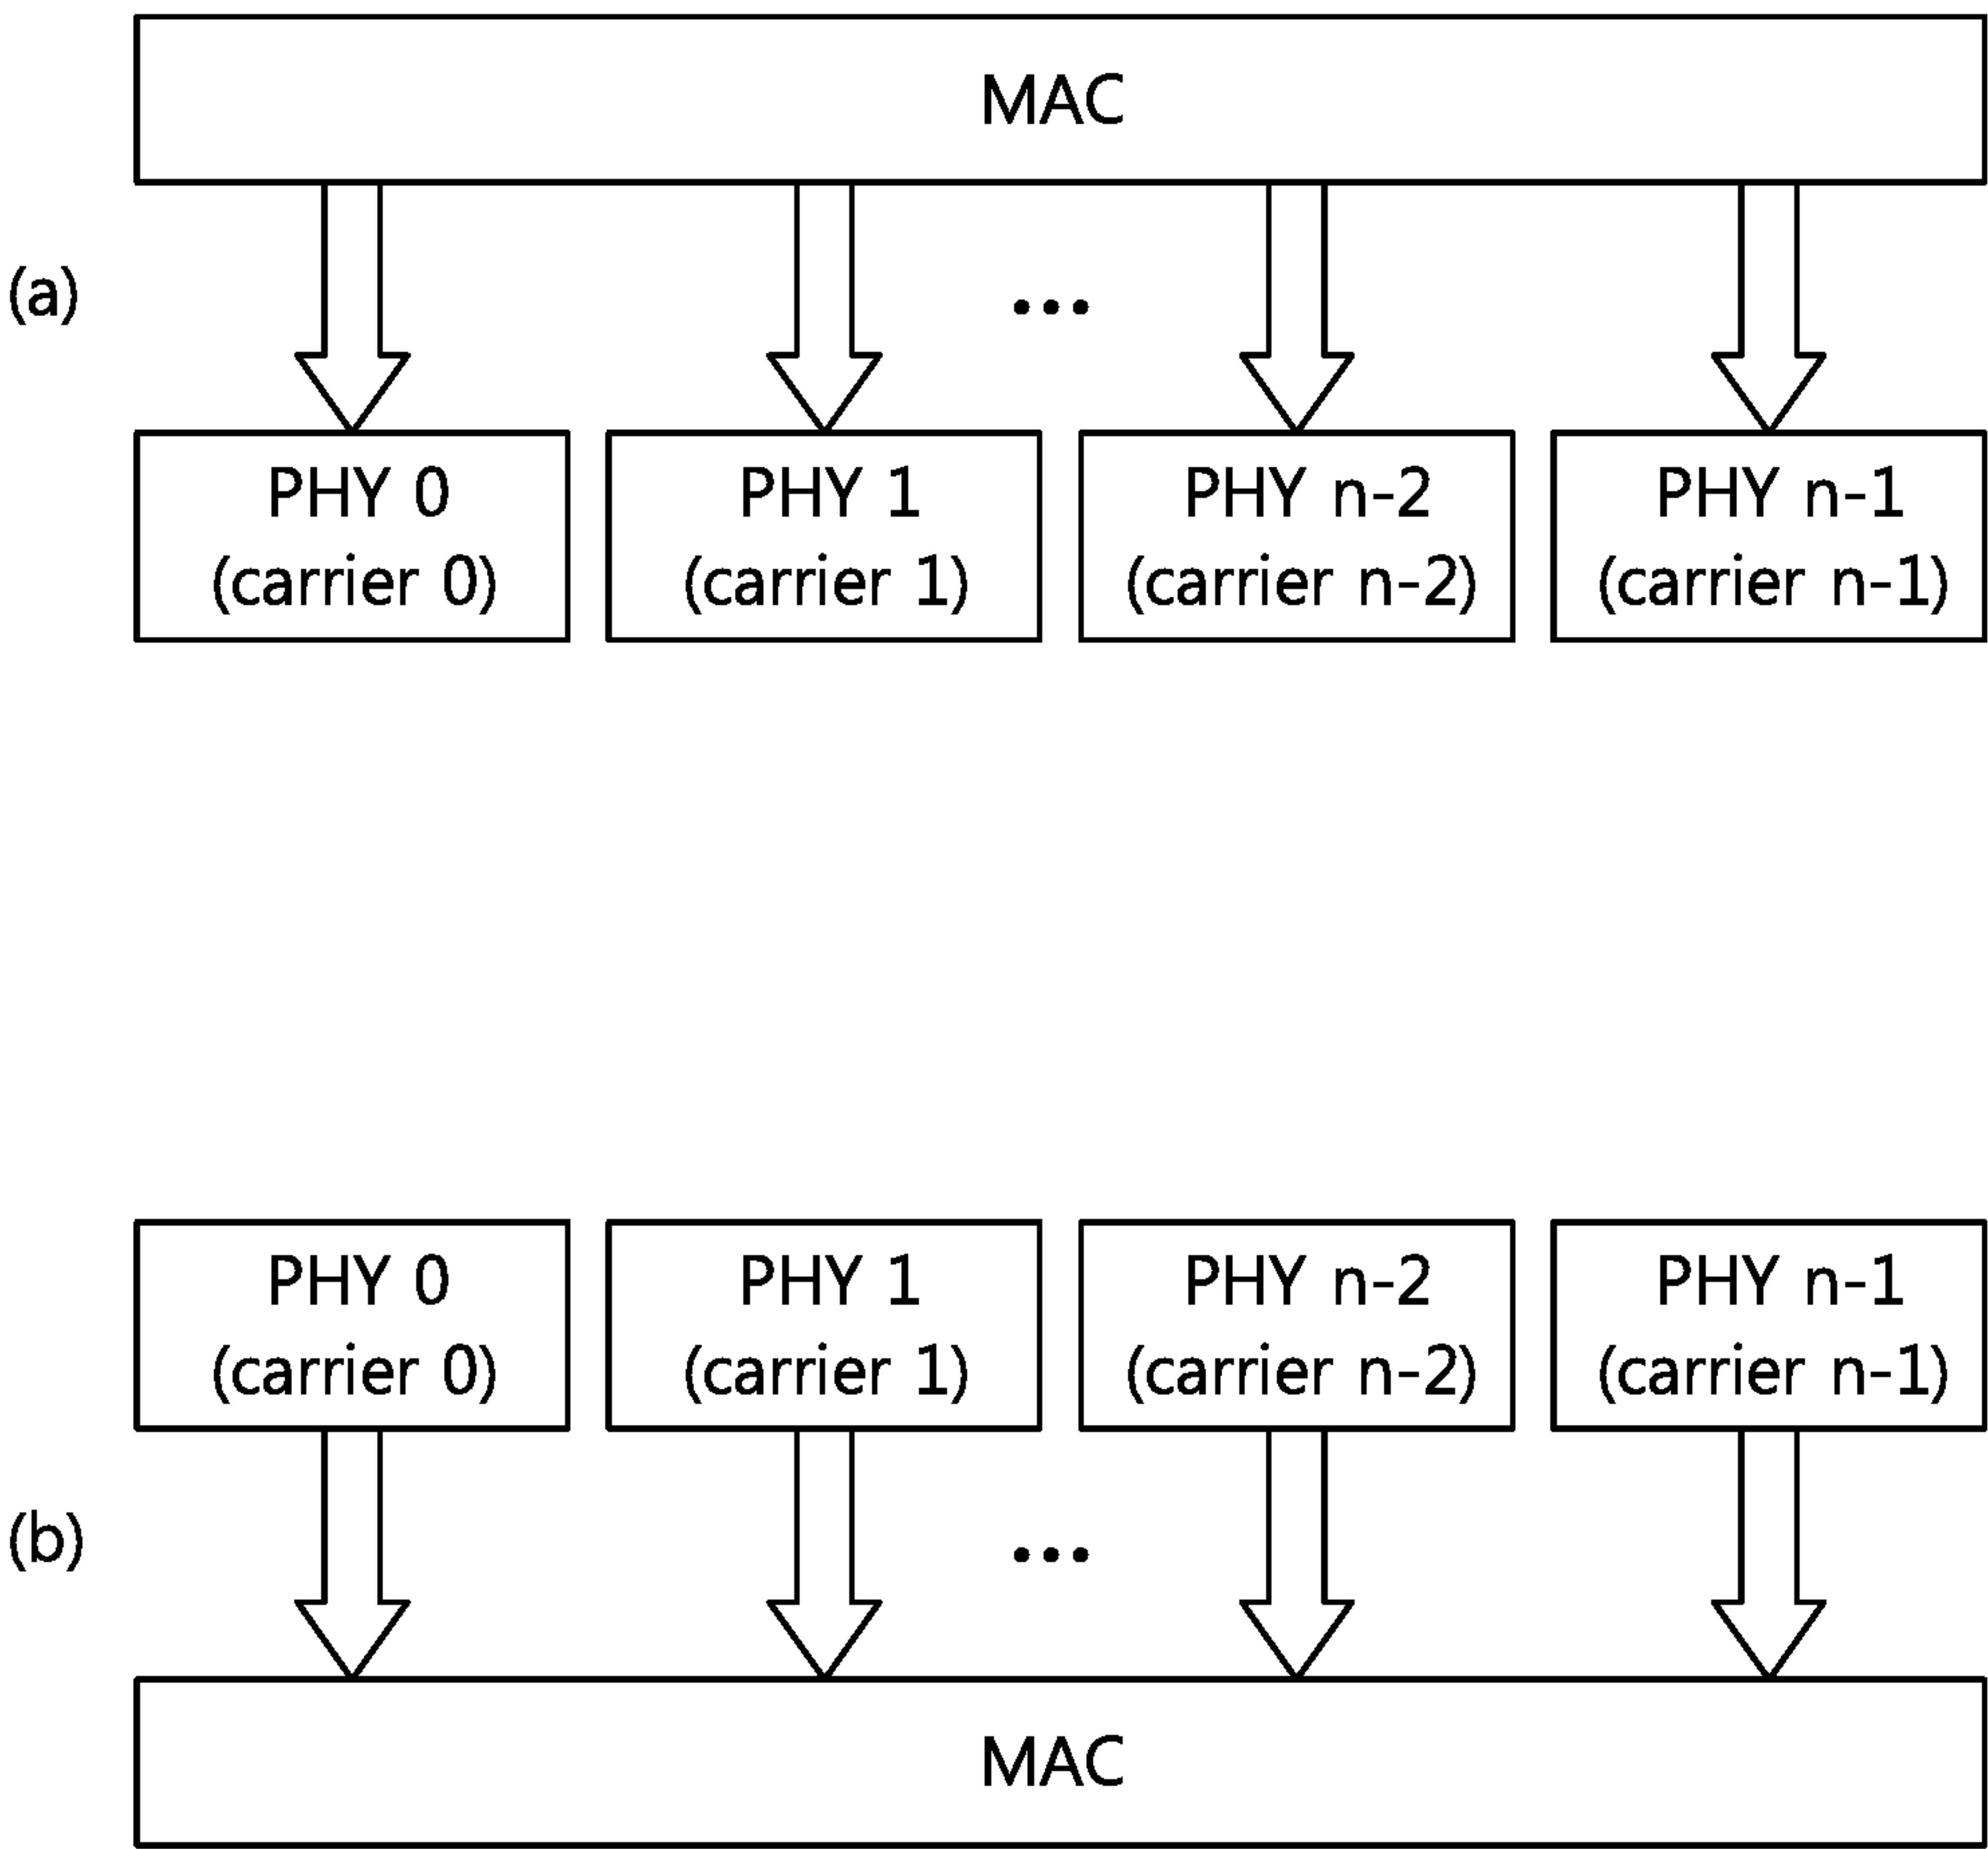 MAC
(a)
...
PHY 0
(carrier 0)
PHY 1
(carrier 1)
PHY n-2
(carrier n-2)
PHY n-1
(carrier n-1)
PHY 0
(carrier 0)
PHY 1
(carrier 1)
PHY n-2
(carrier n-2)
PHY n-1
(carrier n-1)
(b)
...
MAC